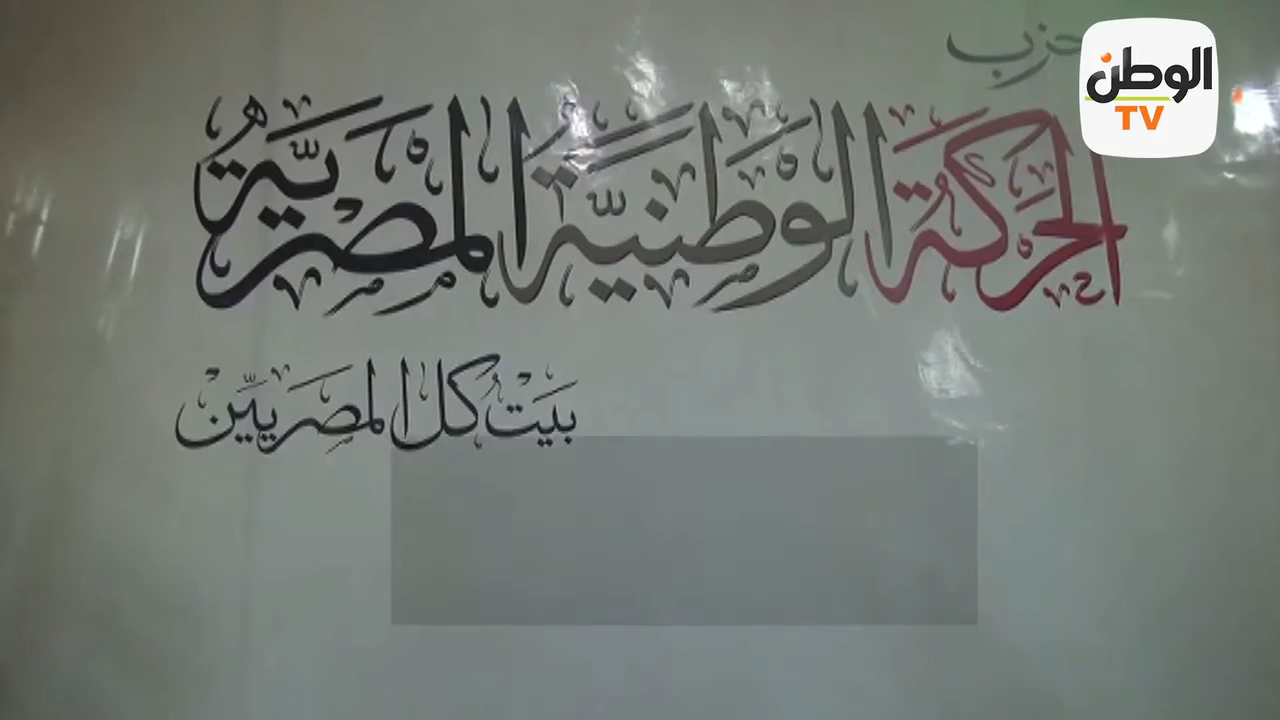 حزب
الوطن
TV
الحركة الوطنية المصرية
بيت كل المصريين